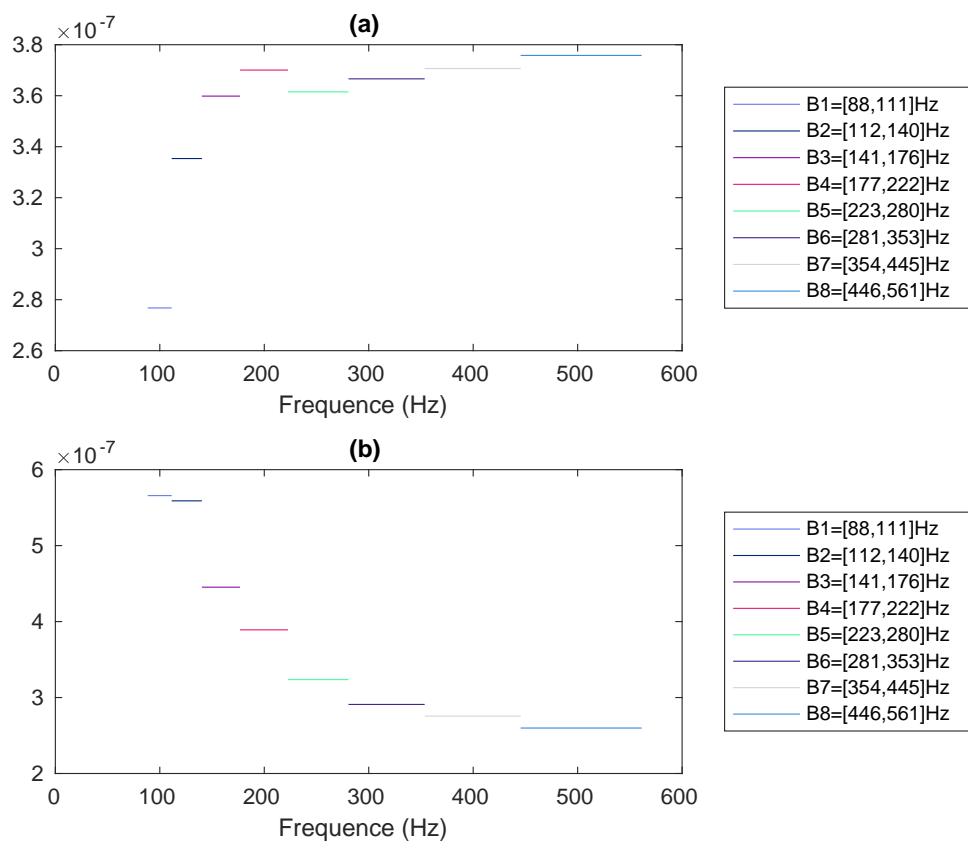 (a)
×10-7
3.8
3.6
3.4
3.2
3
2.8
2.6
0 100 200 300 400 500 600
Frequence (Hz)
B1=[88,111]Hz
B2=[112,140]Hz
B3=[141,176]Hz
B4=[177,222]Hz
B5=[223,280]Hz
B6=[281,353]Hz
B7=[354,445]Hz
B8=[446,561]Hz
(b)
×10-7
6
5
4
3
2
0 100 200 300 400 500 600
Frequence (Hz)
B1=[88,111]Hz
B2=[112,140]Hz
B3=[141,176]Hz
B4=[177,222]Hz
B5=[223,280]Hz
B6=[281,353]Hz
B7=[354,445]Hz
B8=[446,561]Hz